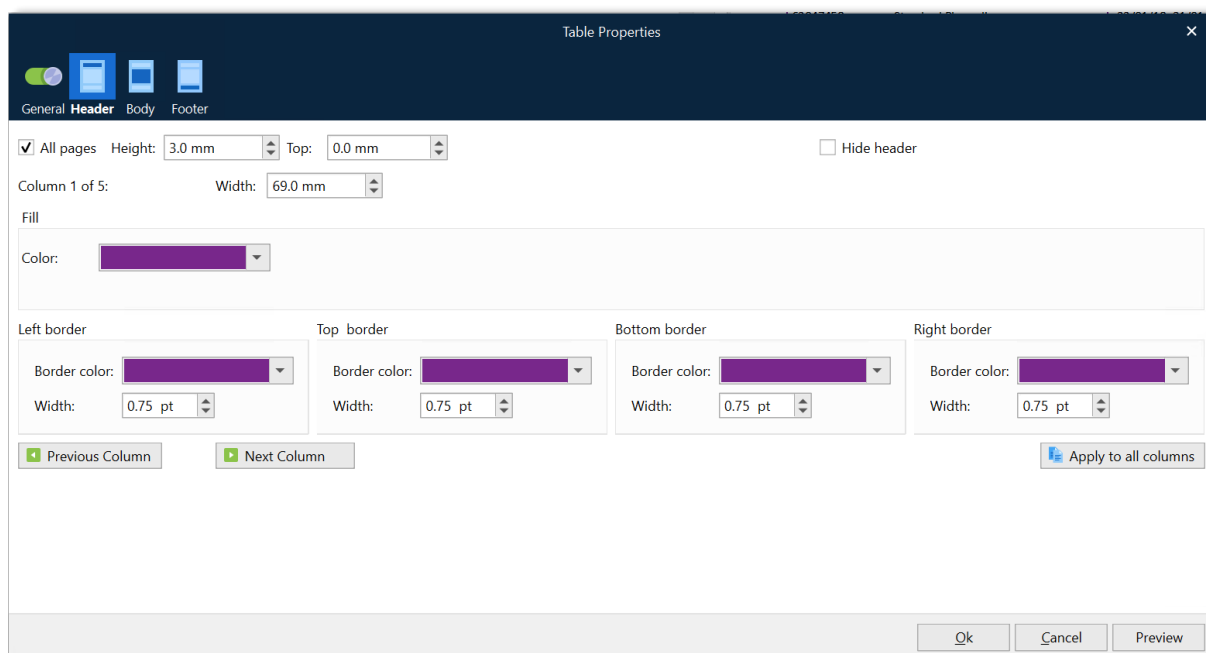 Table Properties
General Header Body Footer
All pages Height: 3.0 mm Top: 0.0 mm Hide header
Column 1 of 5: Width: 69.0 mm
Fill
Color:
Left border Top border Bottom border Right border
Border color: Border color: Border color: Border color:
Width: 0.75 pt Width: 0.75 pt Width: 0.75 pt Width: 0.75 pt
Previous Column Next Column Apply to all columns
Ok Cancel Preview